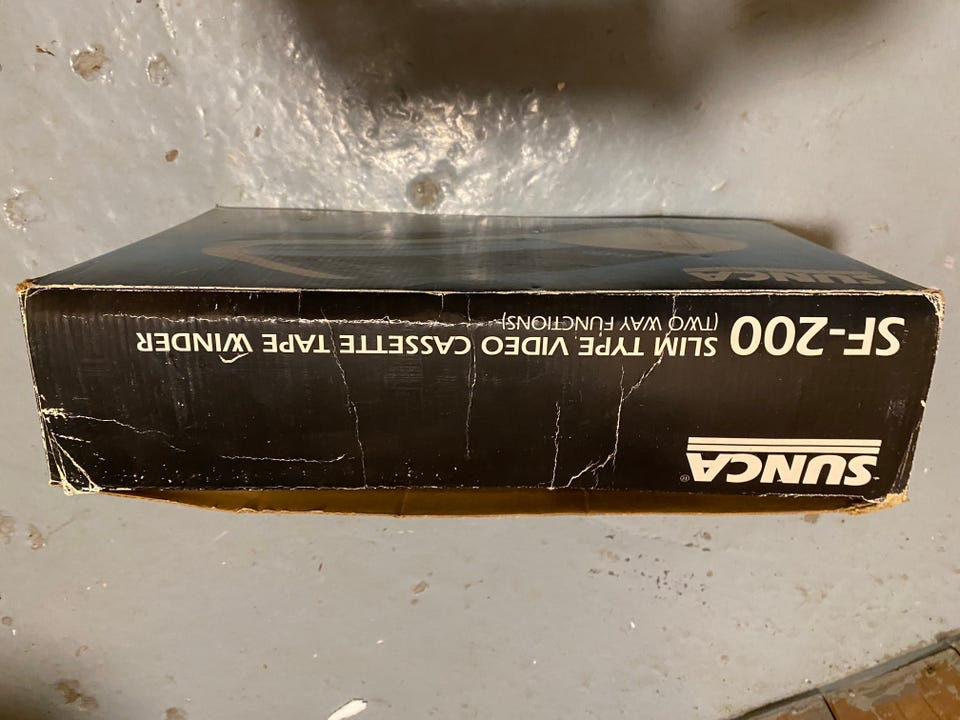 SUNCA®
SF-200 SLIM TYPE VIDEO CASSETTE TAPE WINDER
(TWO WAY FUNCTIONS)
SUNCA